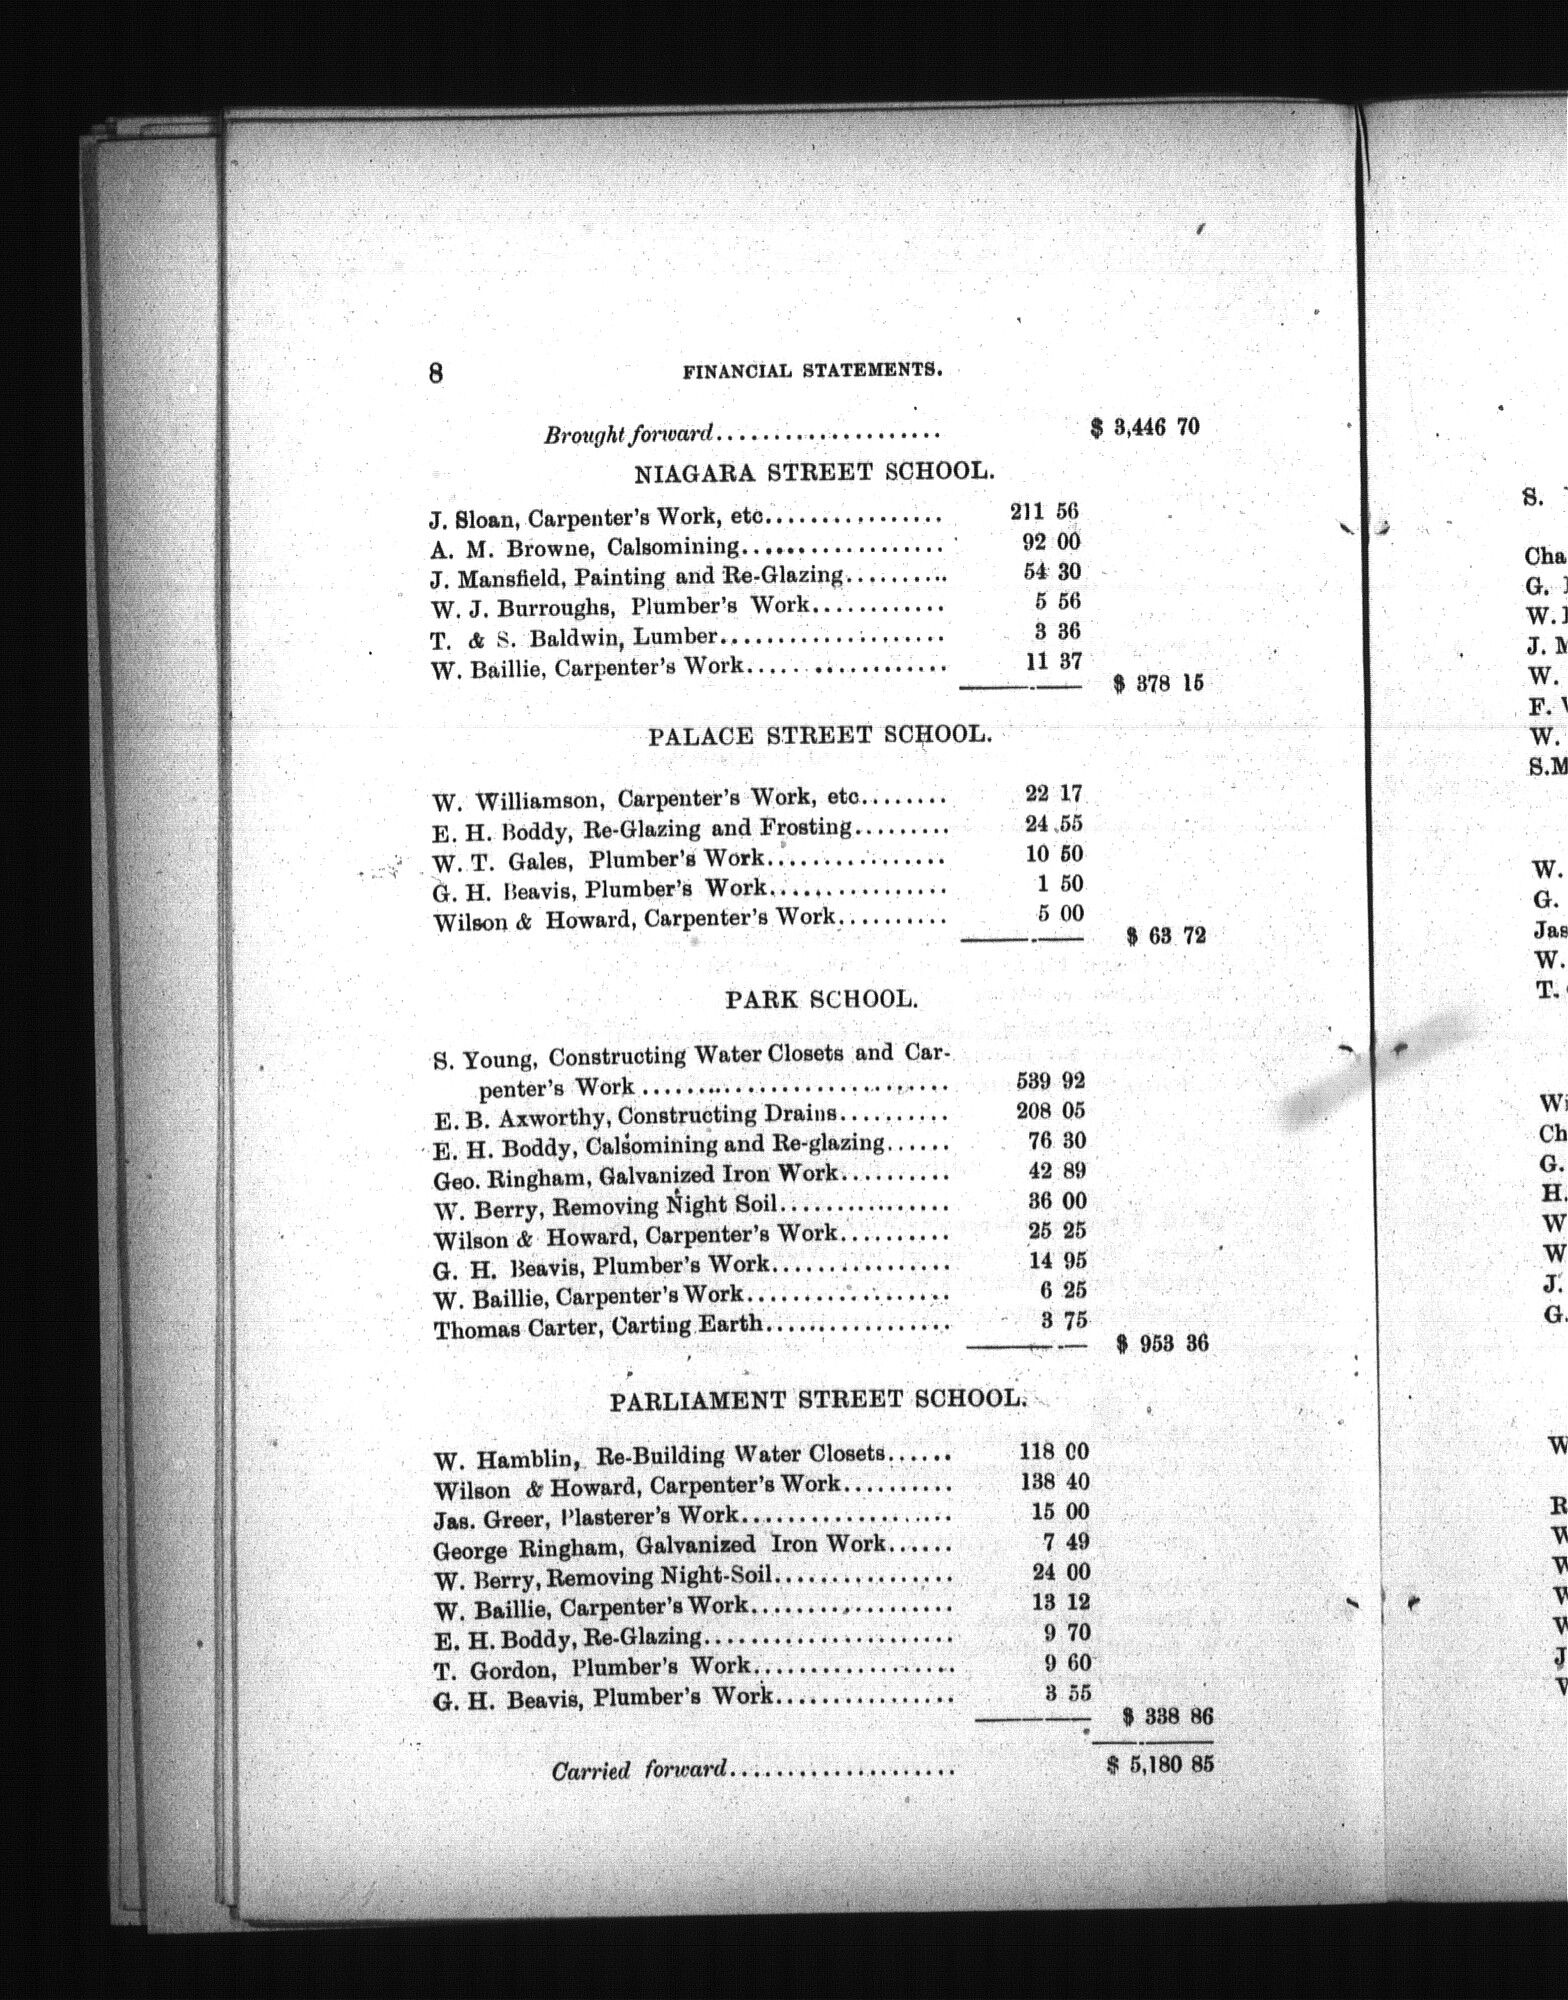 8 FINANCIAL STATEMENTS.
Brought forward.................... $ 3,446 70
NIAGARA STREET SCHOOL.
J. Sloan, Carpenter's Work, etc................ 211 56
A. M. Browne, Calsomining.................. 92 00
J. Mansfield, Painting and Re-Glazing.......... 54 30
W. J. Burroughs, Plumber's Work............ 5 56
T. & S. Baldwin, Lumber.................... 3 36
W. Baillie, Carpenter's Work.................. 11 37
$ 378 15
PALACE STREET SCHOOL.
W. Williamson, Carpenter's Work, etc........ 22 17
E. H. Boddy, Re-Glazing and Frosting......... 24 55
W. T. Gales, Plumber's Work................ 10 50
G. H. Beavis, Plumber's Work................ 1 50
Wilson & Howard, Carpenter's Work.......... 5 00
$ 63 72
PARK SCHOOL.
S. Young, Constructing Water Closets and Car-
penter's Work ............................ 539 92
E. B. Axworthy, Constructing Drains.......... 208 05
E. H. Boddy, Calsomining and Re-glazing...... 76 30
Geo. Ringham, Galvanized Iron Work.......... 42 89
W. Berry, Removing Night Soil................ 36 00
Wilson & Howard, Carpenter's Work.......... 25 25
G. H. Beavis, Plumber's Work................ 14 95
W. Baillie, Carpenter's Work.................. 6 25
Thomas Carter, Carting Earth................. 3 75
$ 953 36
PARLIAMENT STREET SCHOOL.
W. Hamblin, Re-Building Water Closets...... 118 00
Wilson & Howard, Carpenter's Work.......... 138 40
Jas. Greer, Plasterer's Work................... 15 00
George Ringham, Galvanized Iron Work...... 7 49
W. Berry, Removing Night-Soil................ 24 00
W. Baillie, Carpenter's Work.................. 13 12
E. H. Boddy, Re-Glazing...................... 9 70
T. Gordon, Plumber's Work.................. 9 60
G. H. Beavis, Plumber's Work................ 3 55
$ 338 86
Carried forward.................... $ 5,180 85
S.
Cha
G.
W.
J. M
W.
F.
W.
S.M
W.
G.
Jas
W.
T.
Wi
Ch
G.
H.
W
W
J.
G.
W
R
W
W
W
W
J